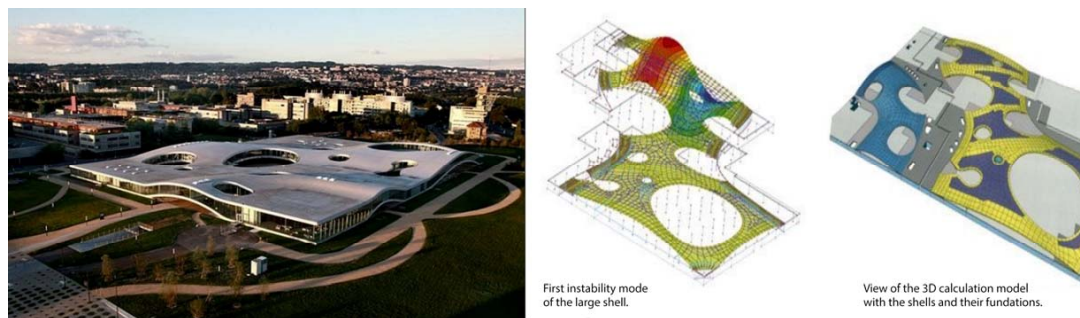 First instability mode
of the large shell.
View of the 3D calculation model
with the shells and their fundations.